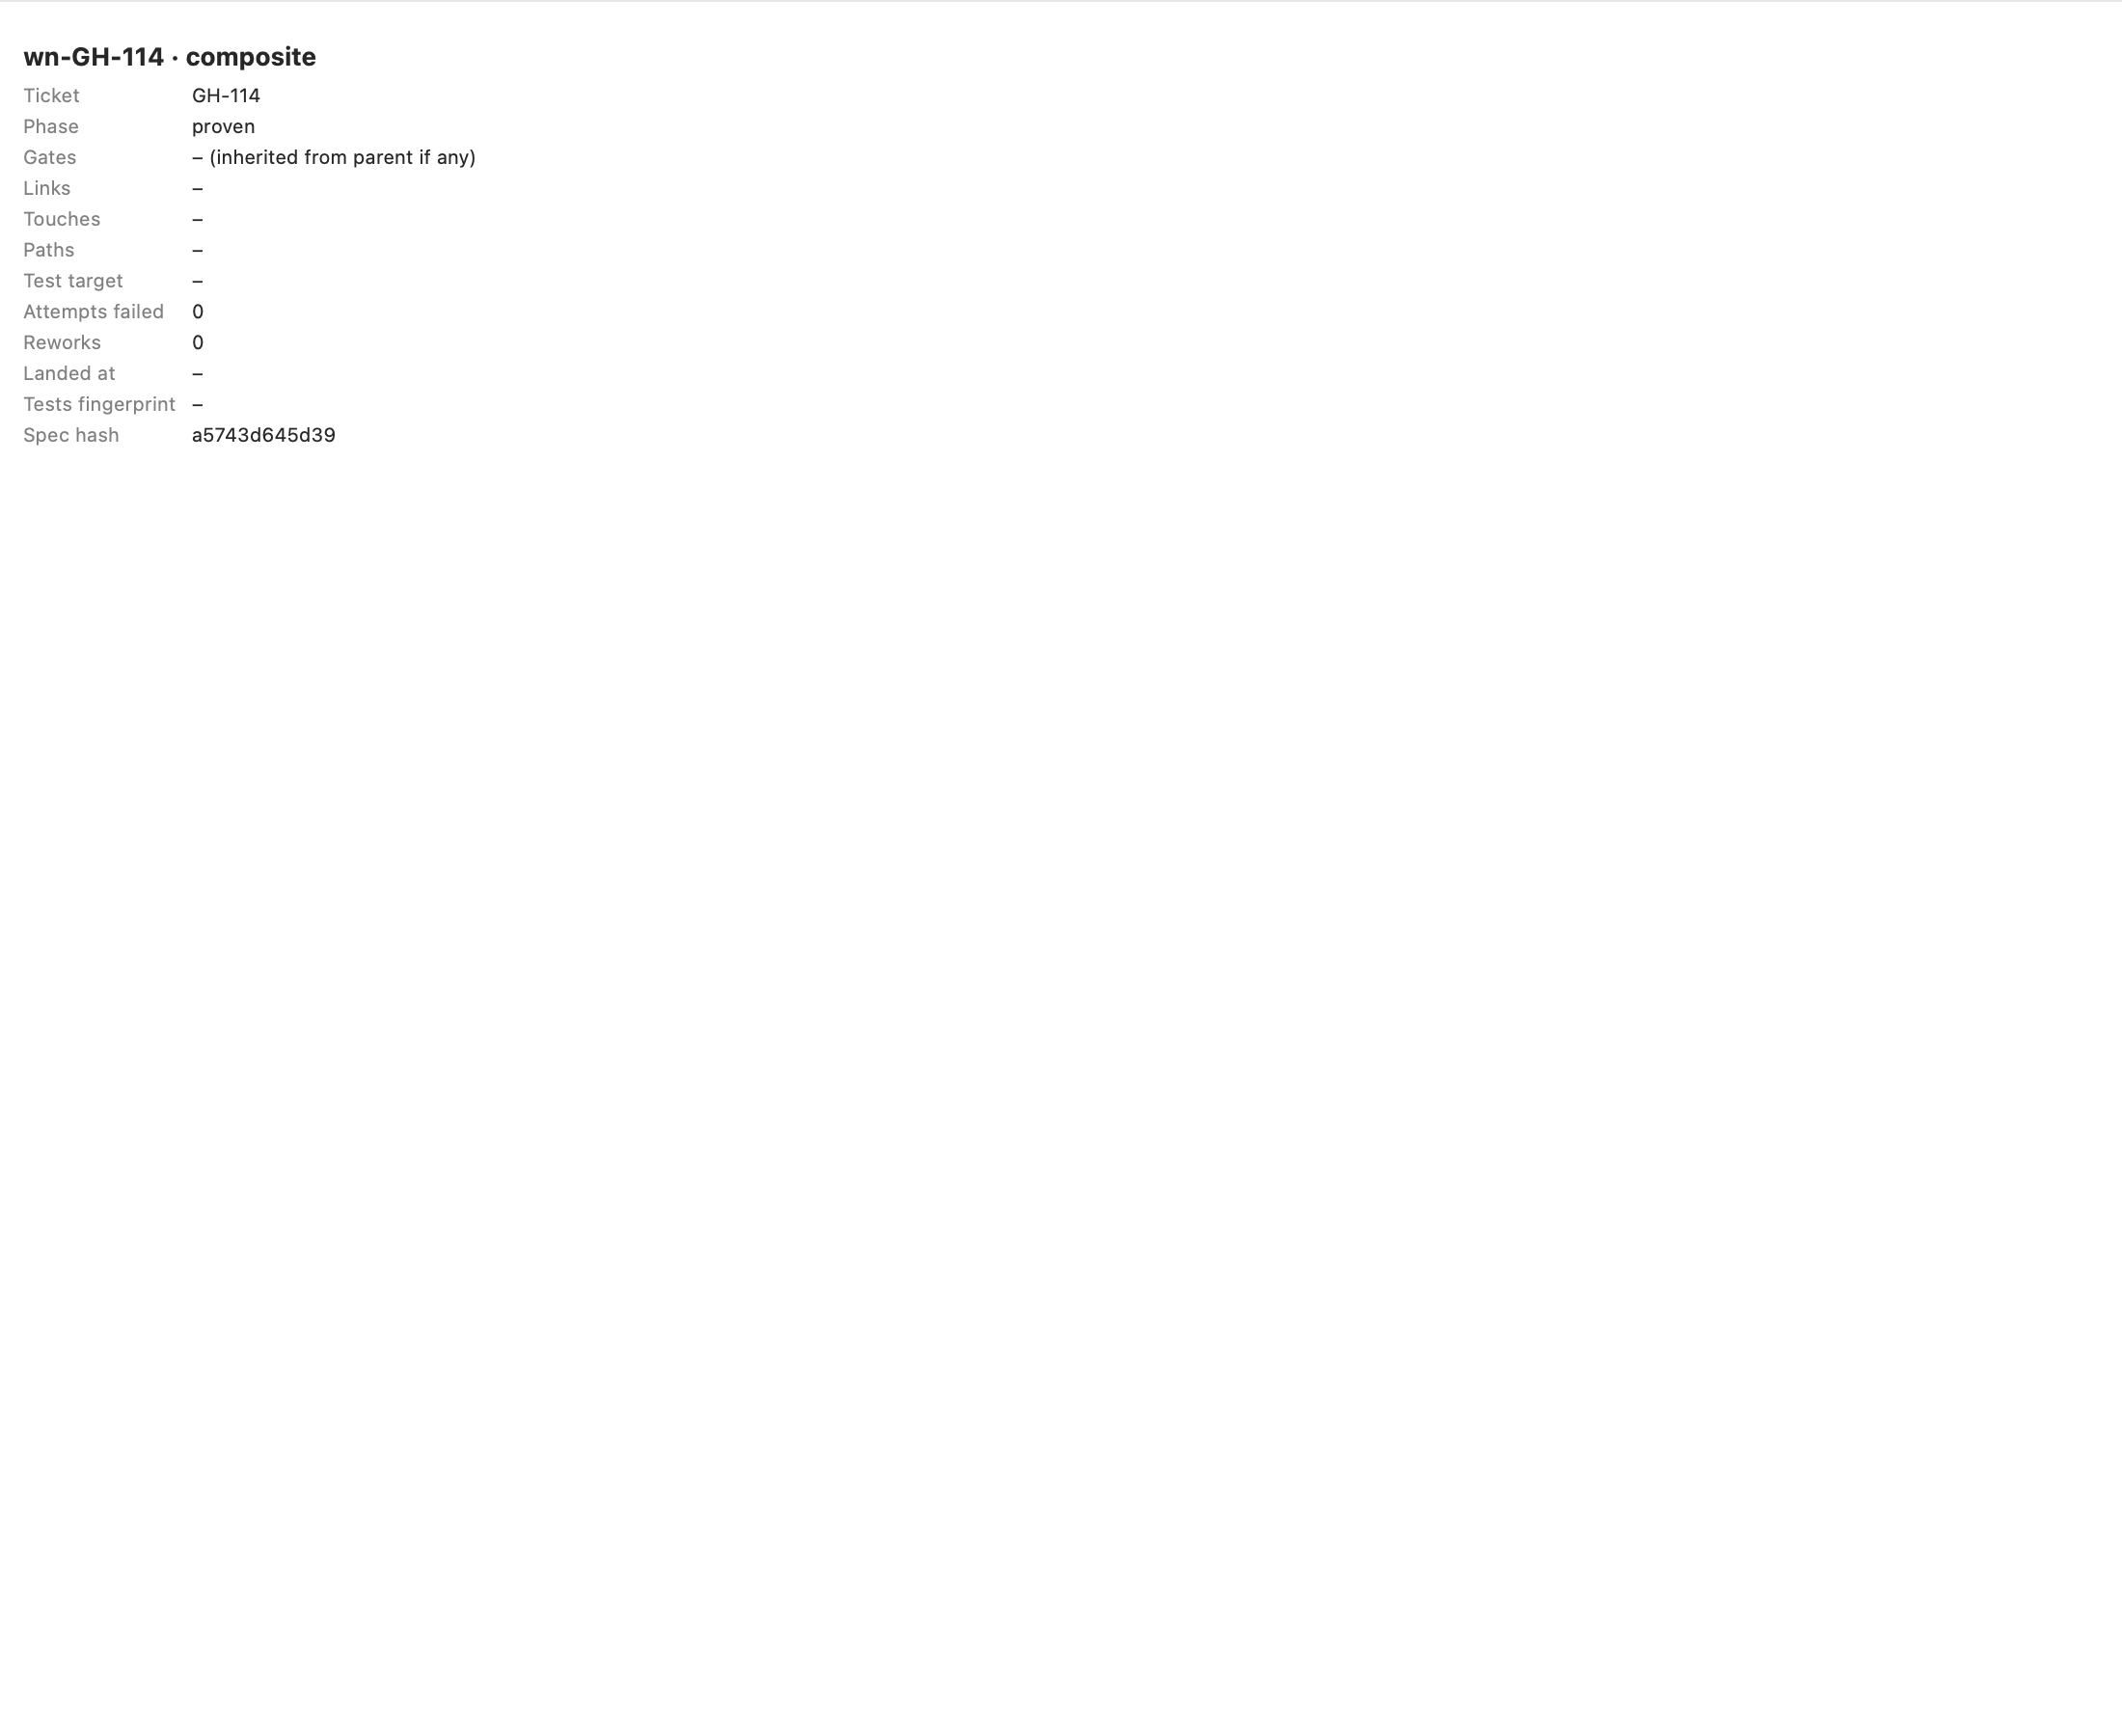 wn-GH-114 · composite
Ticket GH-114
Phase proven
Gates – (inherited from parent if any)
Links –
Touches –
Paths –
Test target –
Attempts failed 0
Reworks 0
Landed at –
Tests fingerprint –
Spec hash a5743d645d39